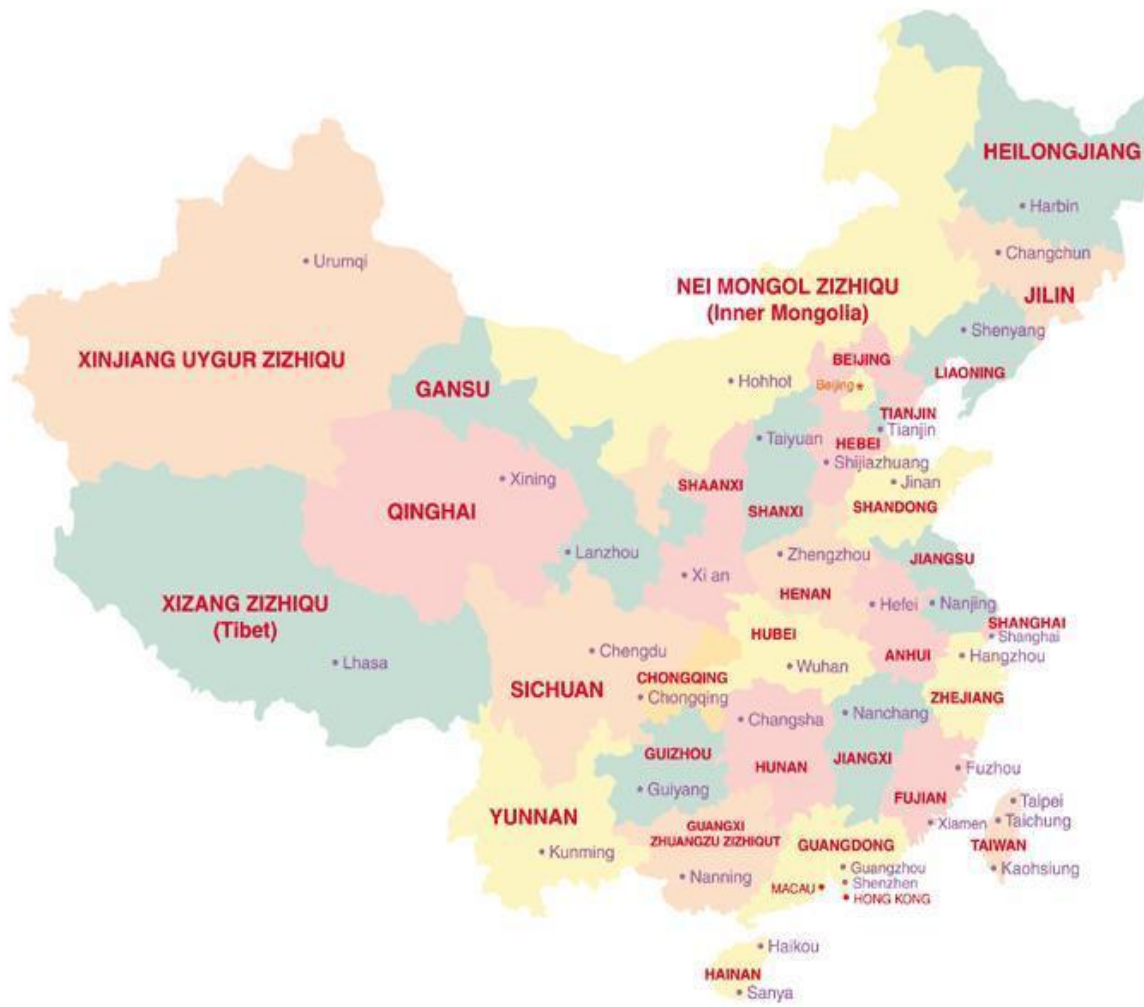 HEILONGJIANG
Harbin
Urumqi
Changchun
NEI MONGOL ZIZHIQU
(Inner Mongolia)
JILIN
Shenyang
XINJIANG UYGUR ZIZHIQU
BEIJING
LIAONING
GANSU
Hohhot
Beijing
TIANJIN
Tianjin
Taiyuan
HEBEI
Shijiazhuang
Xining
SHAANXI
Jinan
QINGHAI
SHANXI
SHANDONG
Lanzhou
Zhengzhou
JIANGSU
Xi an
HENAN
Hefei
Nanjing
XIZANG ZIZHIQU
(Tibet)
SHANGHAI
Shanghai
HUBEI
Chengdu
ANHUI
Hangzhou
Lhasa
Wuhan
CHONGQING
SICHUAN
Chongqing
ZHEJIANG
Changsha
Nanchang
GUIZHOU
HUNAN
JIANGXI
Fuzhou
Guiyang
FUJIAN
Taipei
YUNNAN
GUANGXI
ZHUANGZU ZIZHIQUT
Xiamen
Taichung
GUANGDONG
TAIWAN
Kunming
Guangzhou
Kaohsiung
Nanning
Shenzhen
MACAU
HONG KONG
Haikou
HAINAN
Sanya